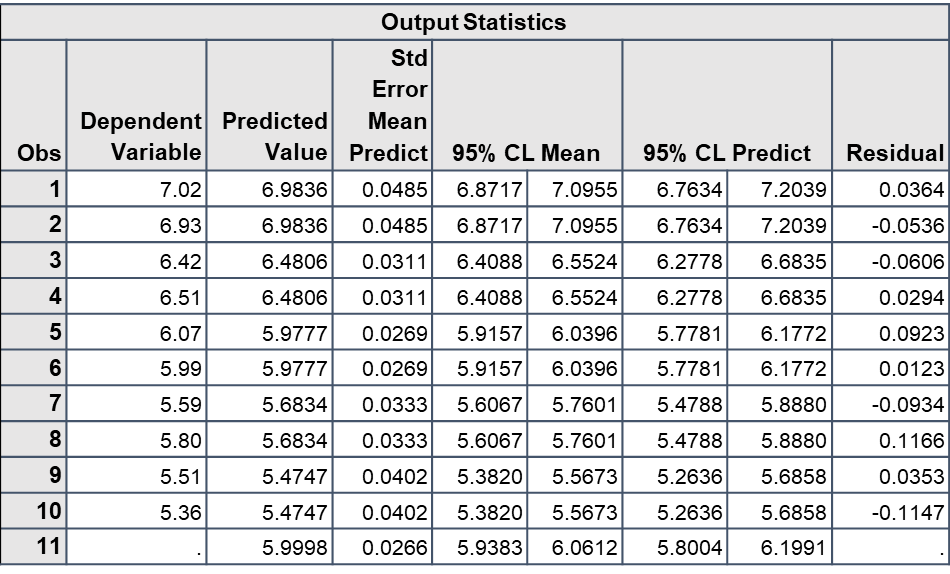 Output Statistics
Obs Dependent Variable Predicted Value Std Error Mean Predict 95% CL Mean 95% CL Predict Residual
1 7.02 6.9836 0.0485 6.8717 7.0955 6.7634 7.2039 0.0364
2 6.93 6.9836 0.0485 6.8717 7.0955 6.7634 7.2039 -0.0536
3 6.42 6.4806 0.0311 6.4088 6.5524 6.2778 6.6835 -0.0606
4 6.51 6.4806 0.0311 6.4088 6.5524 6.2778 6.6835 0.0294
5 6.07 5.9777 0.0269 5.9157 6.0396 5.7781 6.1772 0.0923
6 5.99 5.9777 0.0269 5.9157 6.0396 5.7781 6.1772 0.0123
7 5.59 5.6834 0.0333 5.6067 5.7601 5.4788 5.8880 -0.0934
8 5.80 5.6834 0.0333 5.6067 5.7601 5.4788 5.8880 0.1166
9 5.51 5.4747 0.0402 5.3820 5.5673 5.2636 5.6858 0.0353
10 5.36 5.4747 0.0402 5.3820 5.5673 5.2636 5.6858 -0.1147
11 . 5.9998 0.0266 5.9383 6.0612 5.8004 6.1991 .